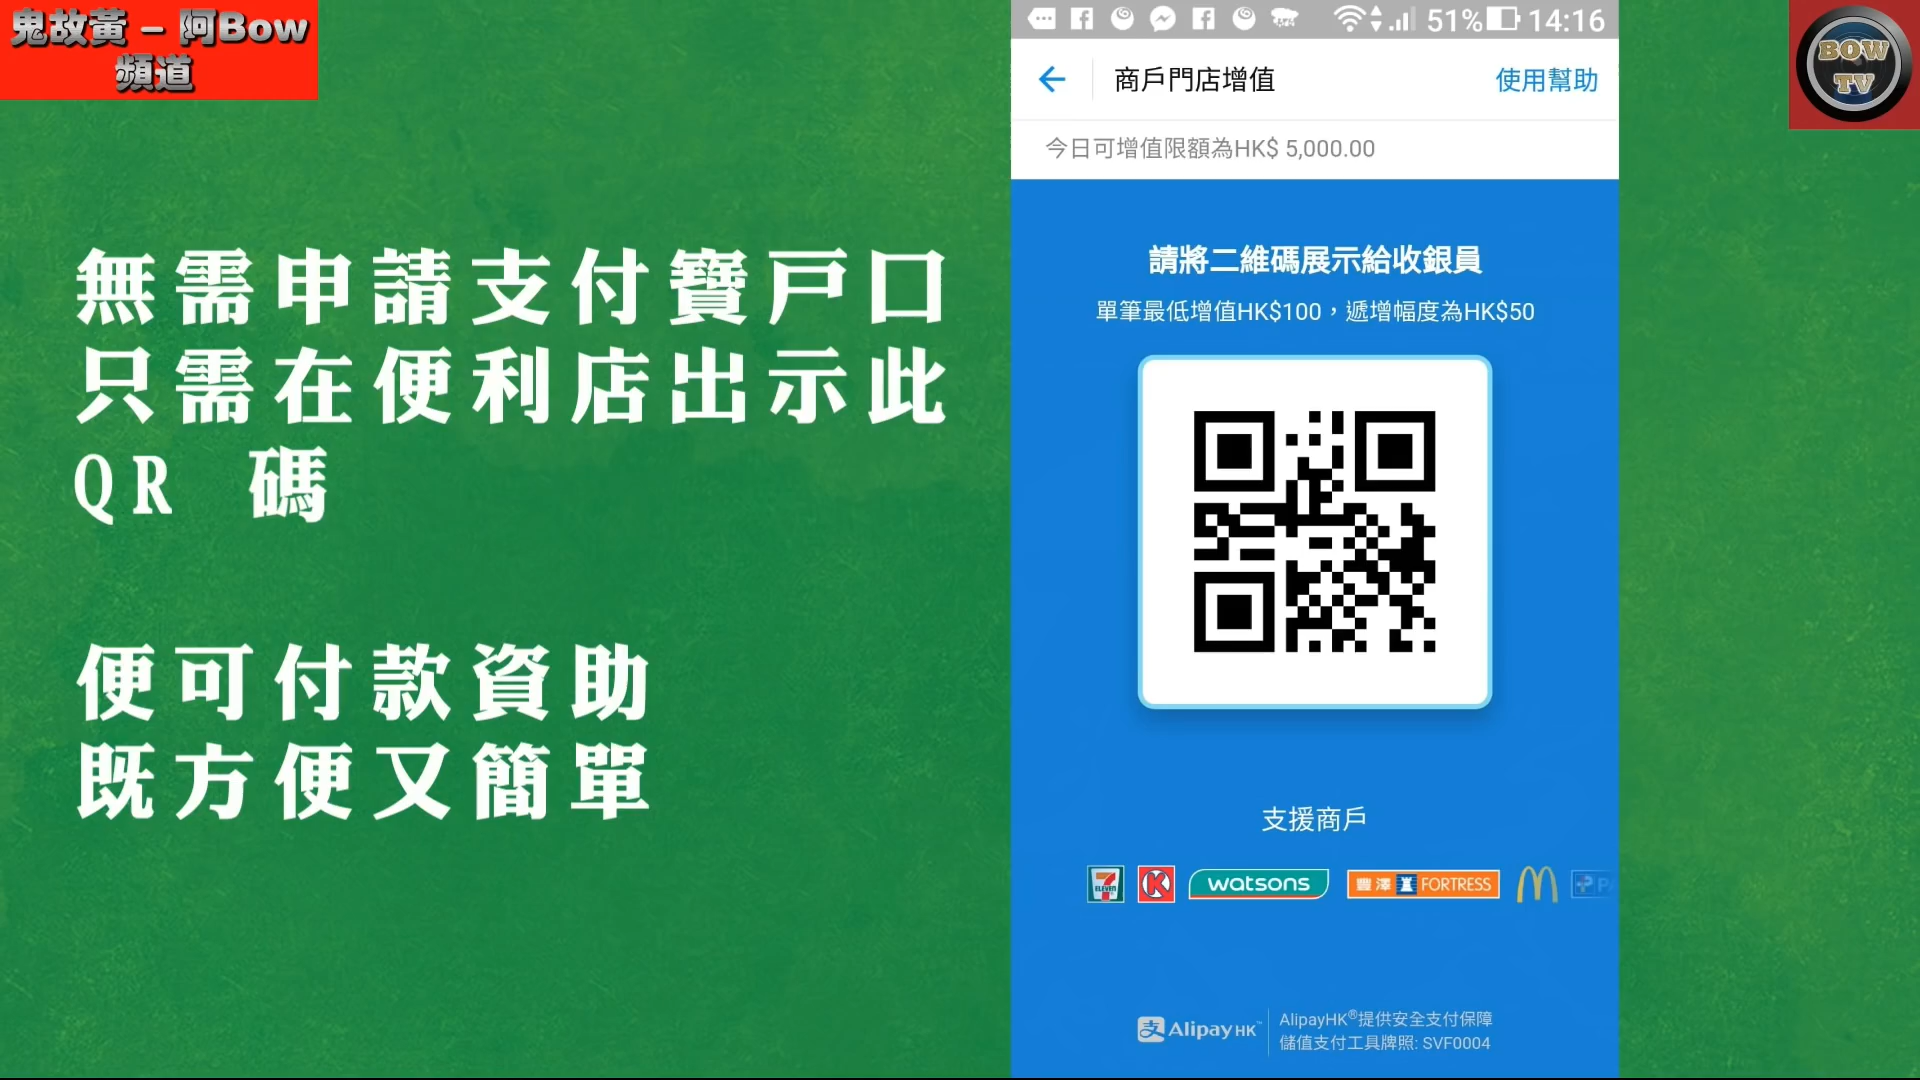 鬼故黃 – 阿Bow
頻道
無需申請支付寶戶口
只需在便利店出示此
QR 碼
便可付款資助
既方便又簡單
51% 14:16
商戶門店增值
使用幫助
今日可增值限額為HK$ 5,000.00
請將二維碼展示給收銀員
單筆最低增值HK$100，遞增幅度為HK$50
支援商戶
7 ELEVEN K watsons 豐澤 FORTRESS
支 AlipayHK™
AlipayHK®提供安全支付保障
儲值支付工具牌照: SVF0004
BOW
TV